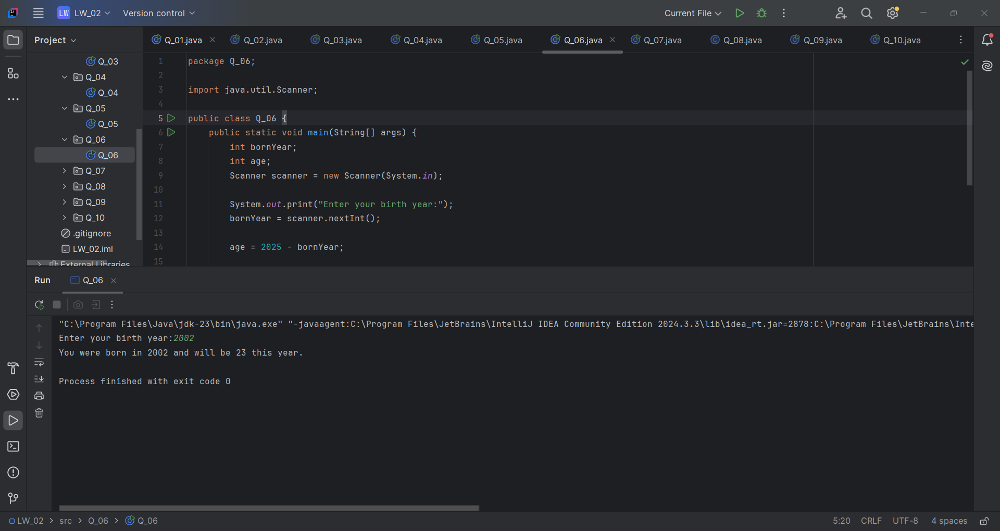 LW LW_02 Version control Current File
Project Q_01.java Q_02.java Q_03.java Q_04.java Q_05.java Q_06.java Q_07.java Q_08.java Q_09.java Q_10.java
Q_03
Q_04
Q_04
Q_05
Q_05
Q_06
Q_06
Q_07
Q_08
Q_09
Q_10
.gitignore
LW_02.iml
External Libraries
1 package Q_06;
2
3 import java.util.Scanner;
4
5 public class Q_06 {
6 public static void main(String[] args) {
7 int bornYear;
8 int age;
9 Scanner scanner = new Scanner(System.in);
10
11 System.out.print("Enter your birth year:");
12 bornYear = scanner.nextInt();
13
14 age = 2025 - bornYear;
15
Run Q_06
"C:\Program Files\Java\jdk-23\bin\java.exe" "-javaagent:C:\Program Files\JetBrains\IntelliJ IDEA Community Edition 2024.3.3\lib\idea_rt.jar=2878:C:\Program Files\JetBrains\Inte
Enter your birth year:2002
You were born in 2002 and will be 23 this year.
Process finished with exit code 0
LW_02 > src > Q_06 > Q_06 5:20 CRLF UTF-8 4 spaces